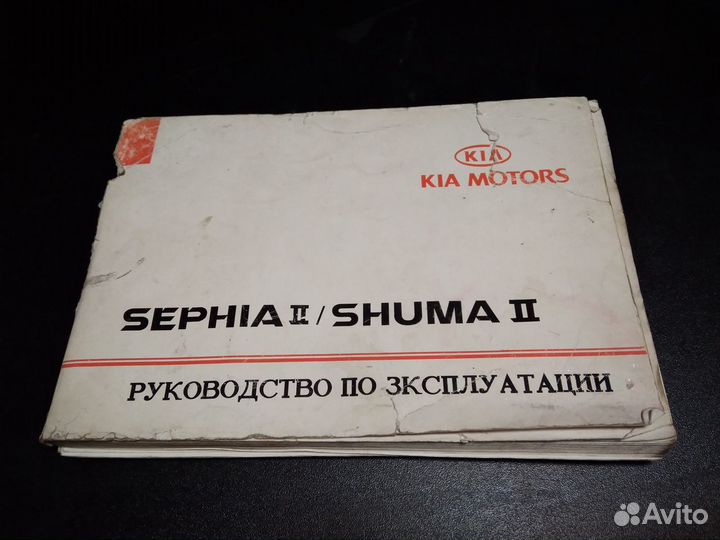 KIA
KIA MOTORS
SEPHIA II / SHUMA II
РУКОВОДСТВО ПО ЗКСПЛУАТАЦИИ
Avito